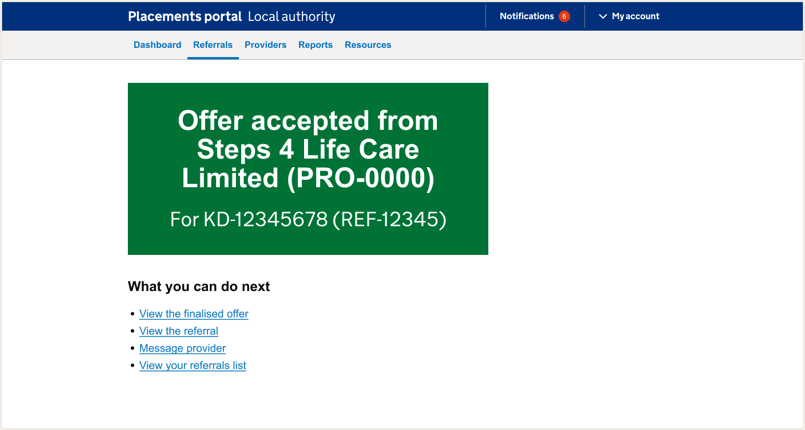 Placements portal Local authority
Notifications 6
My account
Dashboard Referrals Providers Reports Resources
Offer accepted from
Steps 4 Life Care
Limited (PRO-0000)
For KD-12345678 (REF-12345)
What you can do next
View the finalised offer
View the referral
Message provider
View your referrals list